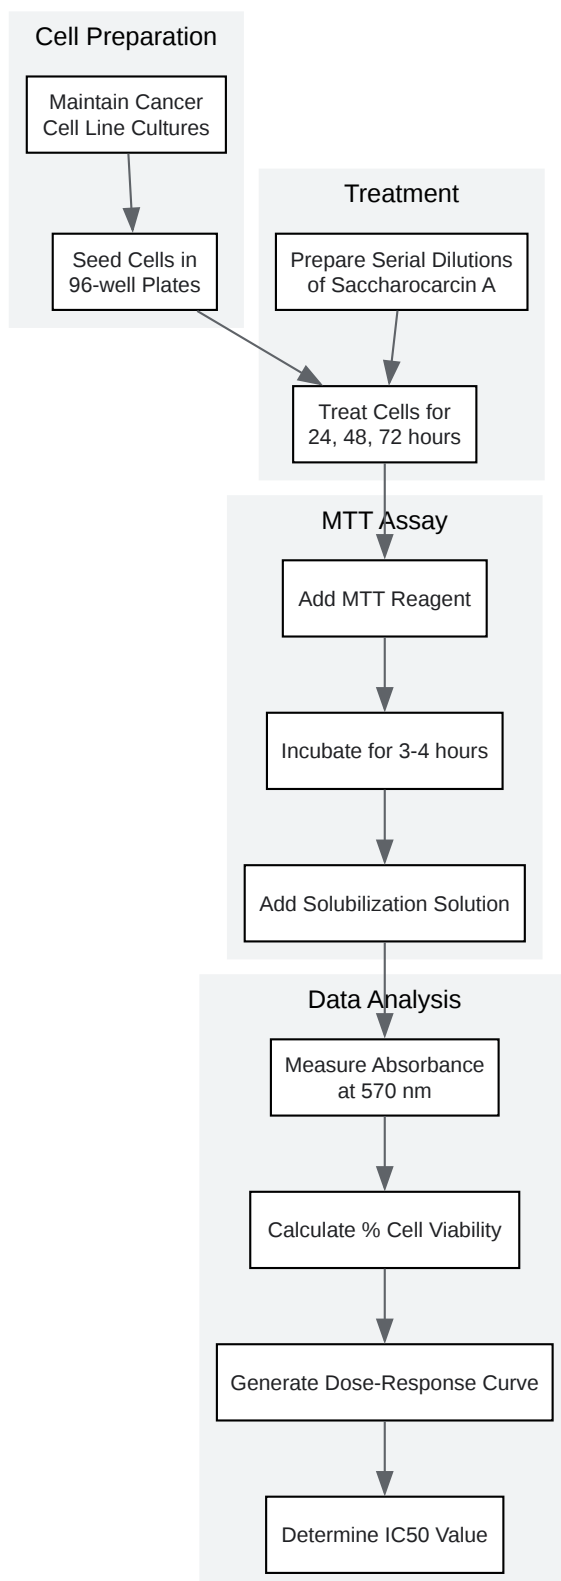 Cell Preparation
Maintain Cancer
Cell Line Cultures
Seed Cells in
96-well Plates
Treatment
Prepare Serial Dilutions
of Saccharocarcin A
Treat Cells for
24, 48, 72 hours
MTT Assay
Add MTT Reagent
Incubate for 3-4 hours
Add Solubilization Solution
Data Analysis
Measure Absorbance
at 570 nm
Calculate % Cell Viability
Generate Dose-Response Curve
Determine IC50 Value